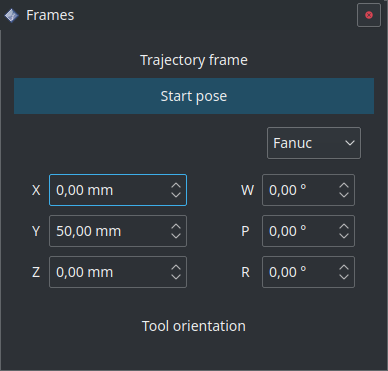 Frames
Trajectory frame
Start pose
Fanuc
X 0,00 mm W 0,00 °
Y 50,00 mm P 0,00 °
Z 0,00 mm R 0,00 °
Tool orientation